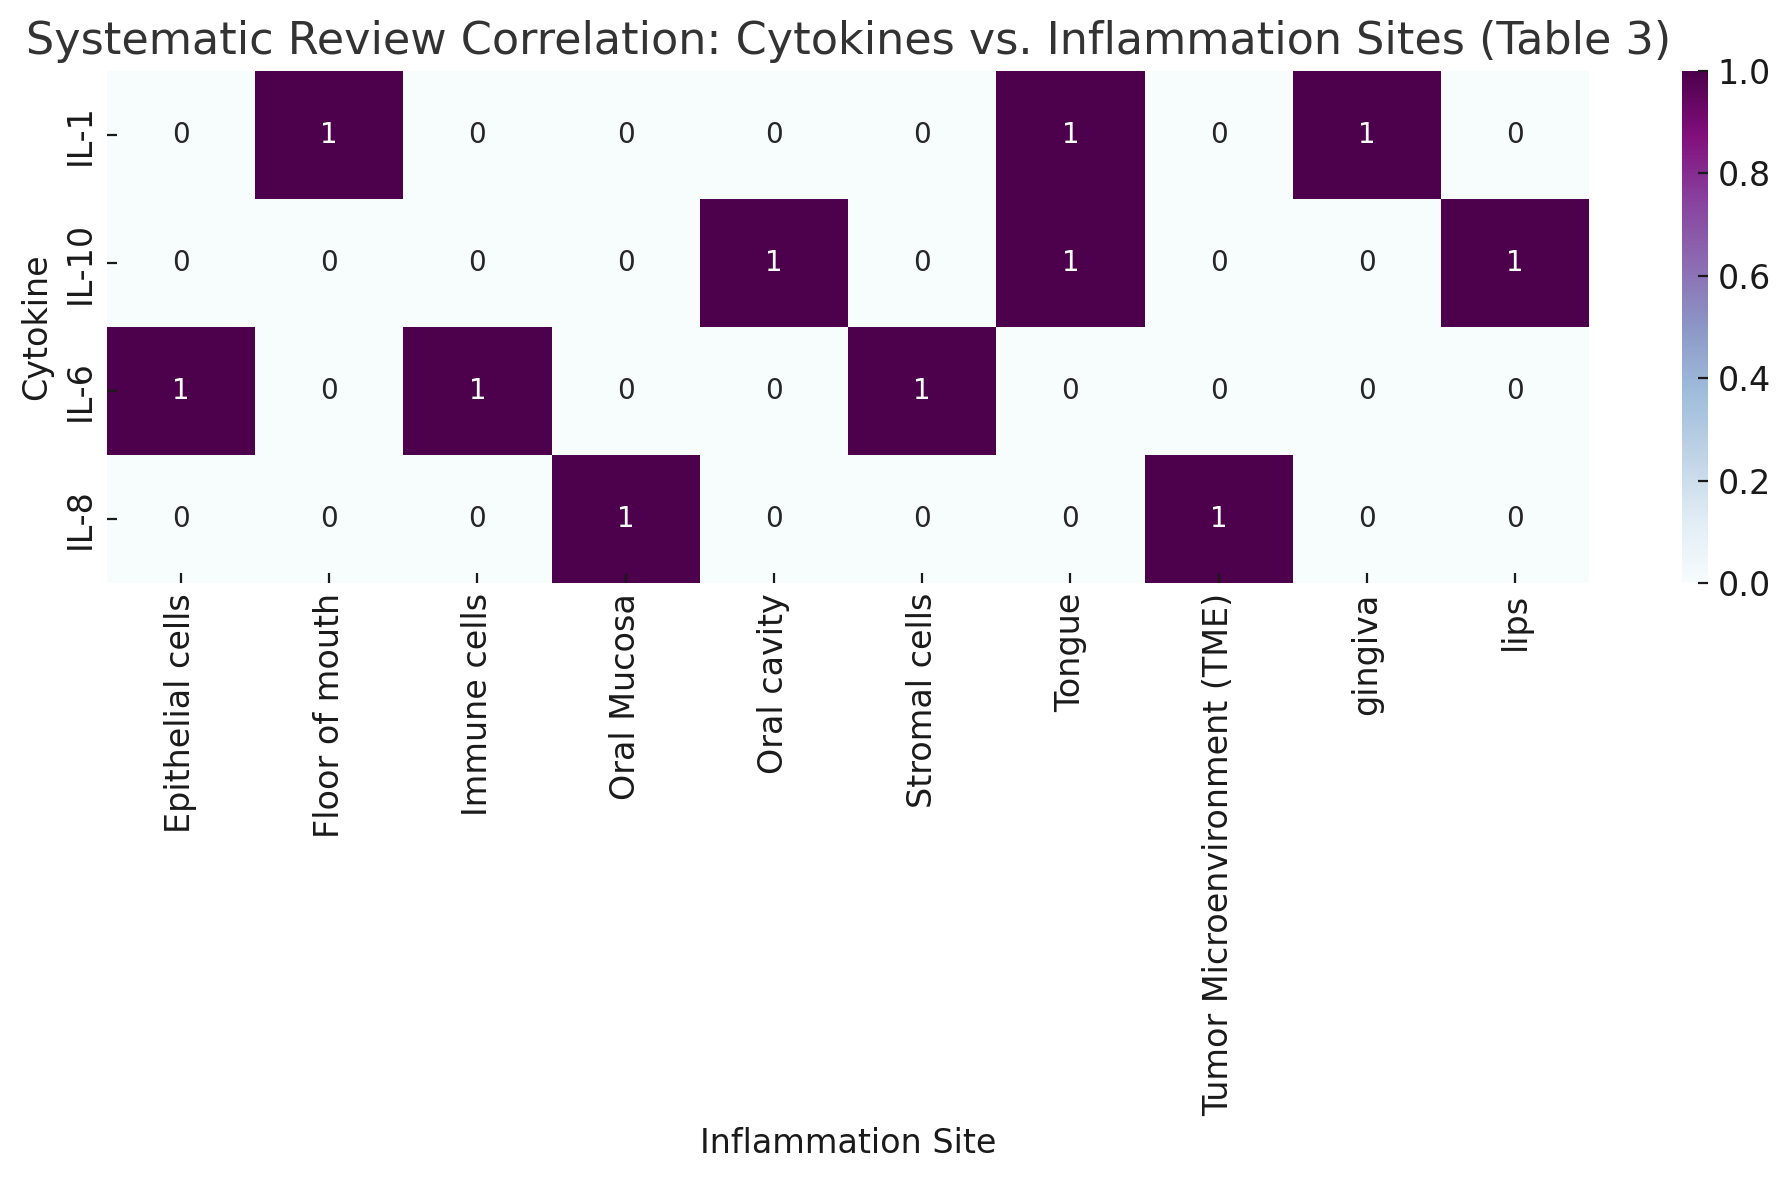 Systematic Review Correlation: Cytokines vs. Inflammation Sites (Table 3)
Cytokine
IL-1 0 1 0 0 0 0 1 0 1 0
IL-10 0 0 0 0 1 0 1 0 0 1
IL-6 1 0 1 0 0 1 0 0 0 0
IL-8 0 0 0 1 0 0 0 1 0 0
Epithelial cells
Floor of mouth
Immune cells
Oral Mucosa
Oral cavity
Stromal cells
Tongue
Tumor Microenvironment (TME)
gingiva
lips
Inflammation Site
1.0
0.8
0.6
0.4
0.2
0.0